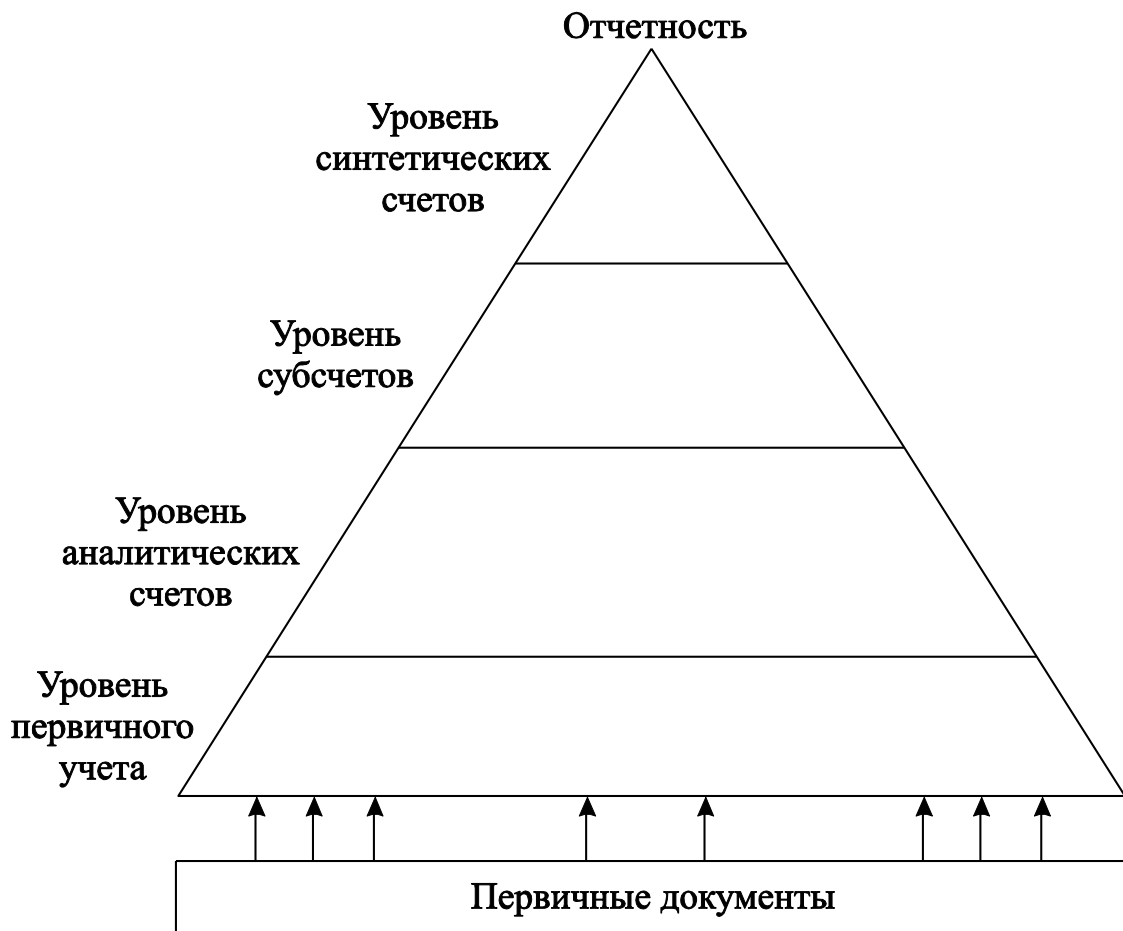 Отчетность
Уровень
синтетических
счетов
Уровень
субсчетов
Уровень
аналитических
счетов
Уровень
первичного
учета
Первичные документы